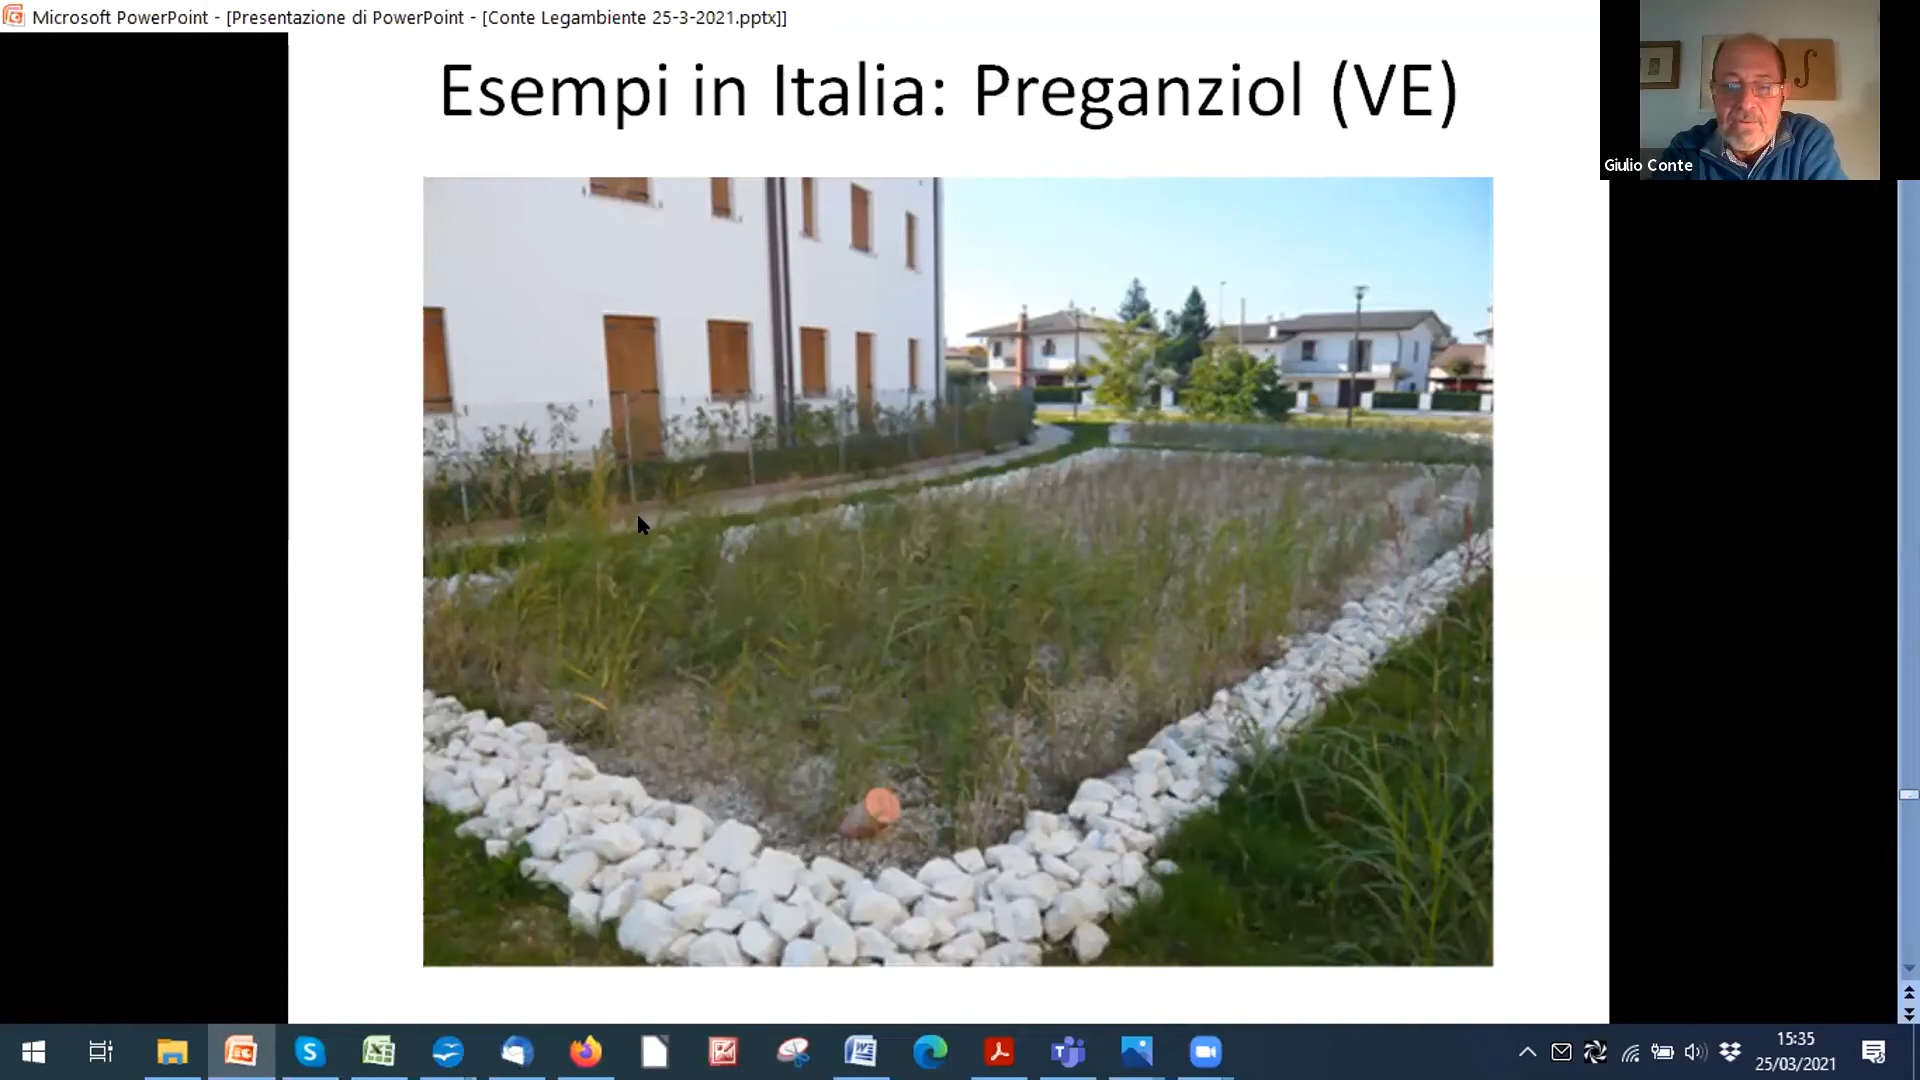 Microsoft PowerPoint - [Presentazione di PowerPoint - [Conte Legambiente 25-3-2021.pptx]]
Esempi in Italia: Preganziol (VE)
Giulio Conte
15:35
25/03/2021